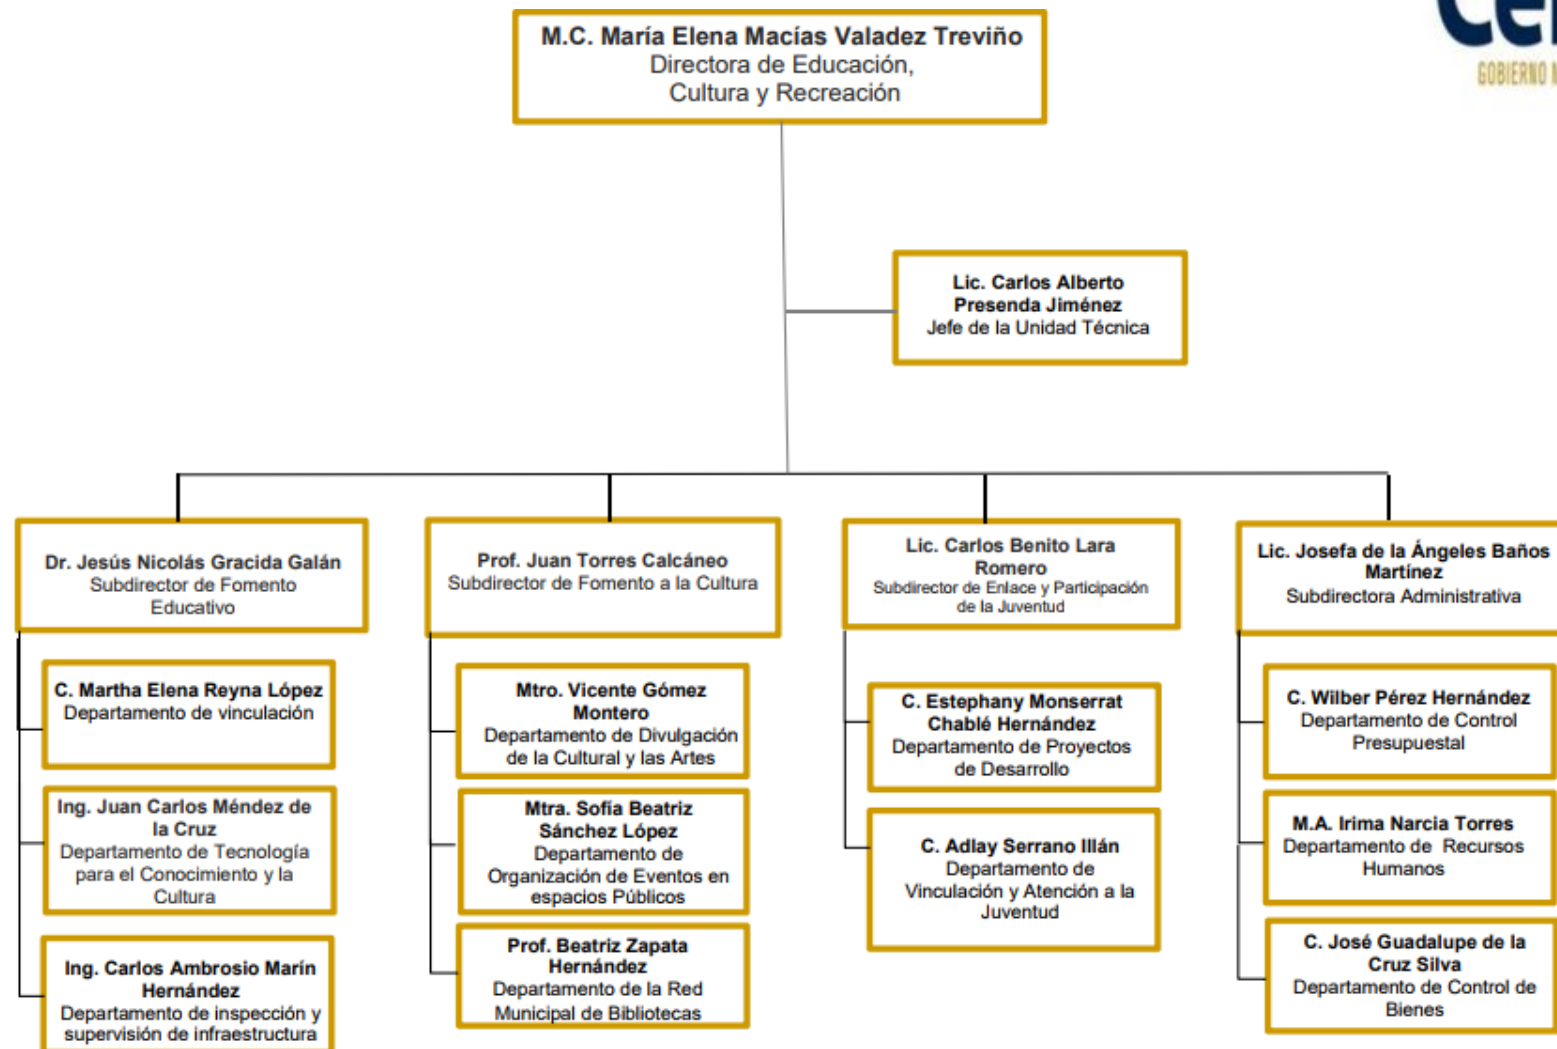 M.C. María Elena Macías Valadez Treviño
Directora de Educación,
Cultura y Recreación
GOBIERNO
Lic. Carlos Alberto
Presenda Jiménez
Jefe de la Unidad Técnica
Dr. Jesús Nicolás Gracida Galán
Subdirector de Fomento
Educativo
C. Martha Elena Reyna López
Departamento de vinculación
Ing. Juan Carlos Méndez de
la Cruz
Departamento de Tecnología
para el Conocimiento y la
Cultura
Ing. Carlos Ambrosio Marín
Hernández
Departamento de inspección y
supervisión de infraestructura
Prof. Juan Torres Calcáneo
Subdirector de Fomento a la Cultura
Mtro. Vicente Gómez
Montero
Departamento de Divulgación
de la Cultural y las Artes
Mtra. Sofía Beatriz
Sánchez López
Departamento de
Organización de Eventos en
espacios Públicos
Prof. Beatriz Zapata
Hernández
Departamento de la Red
Municipal de Bibliotecas
Lic. Carlos Benito Lara
Romero
Subdirector de Enlace y Participación
de la Juventud
C. Estephany Monserrat
Chablé Hernández
Departamento de Proyectos
de Desarrollo
C. Adlay Serrano Illán
Departamento de
Vinculación y Atención a la
Juventud
Lic. Josefa de la Ángeles Baños
Martínez
Subdirectora Administrativa
C. Wilber Pérez Hernández
Departamento de Control
Presupuestal
M.A. Irima Narcia Torres
Departamento de Recursos
Humanos
C. José Guadalupe de la
Cruz Silva
Departamento de Control de
Bienes